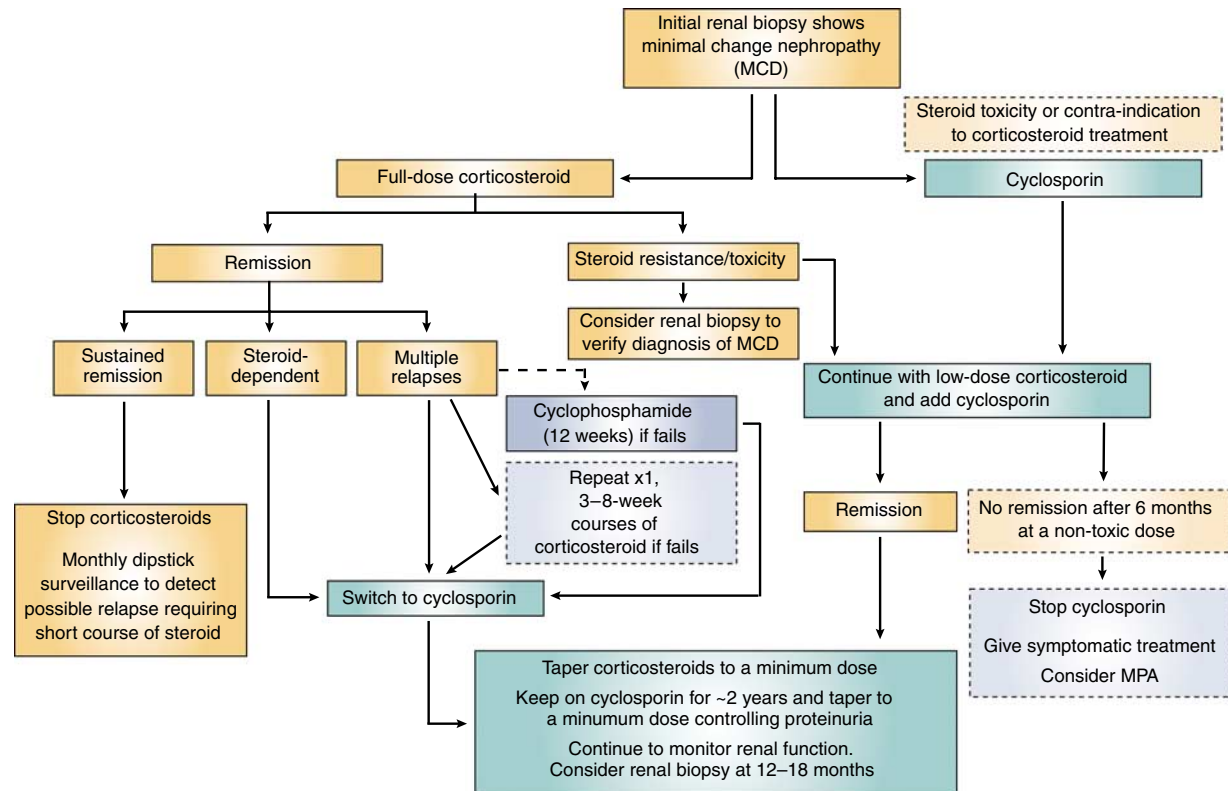 Initial renal biopsy shows
minimal change nephropathy
(MCD)
Steroid toxicity or contra-indication
to corticosteroid treatment
Full-dose corticosteroid
Cyclosporin
Remission
Steroid resistance/toxicity
Consider renal biopsy to
verify diagnosis of MCD
Sustained
remission
Steroid-
dependent
Multiple
relapses
Continue with low-dose corticosteroid
and add cyclosporin
Cyclophosphamide
(12 weeks) if fails
Repeat x1,
3–8-week
courses of
corticosteroid if fails
Remission
No remission after 6 months
at a non-toxic dose
Stop corticosteroids
Monthly dipstick
surveillance to detect
possible relapse requiring
short course of steroid
Switch to cyclosporin
Stop cyclosporin
Give symptomatic treatment
Consider MPA
Taper corticosteroids to a minimum dose
Keep on cyclosporin for ~2 years and taper to
a minumum dose controlling proteinuria
Continue to monitor renal function.
Consider renal biopsy at 12–18 months